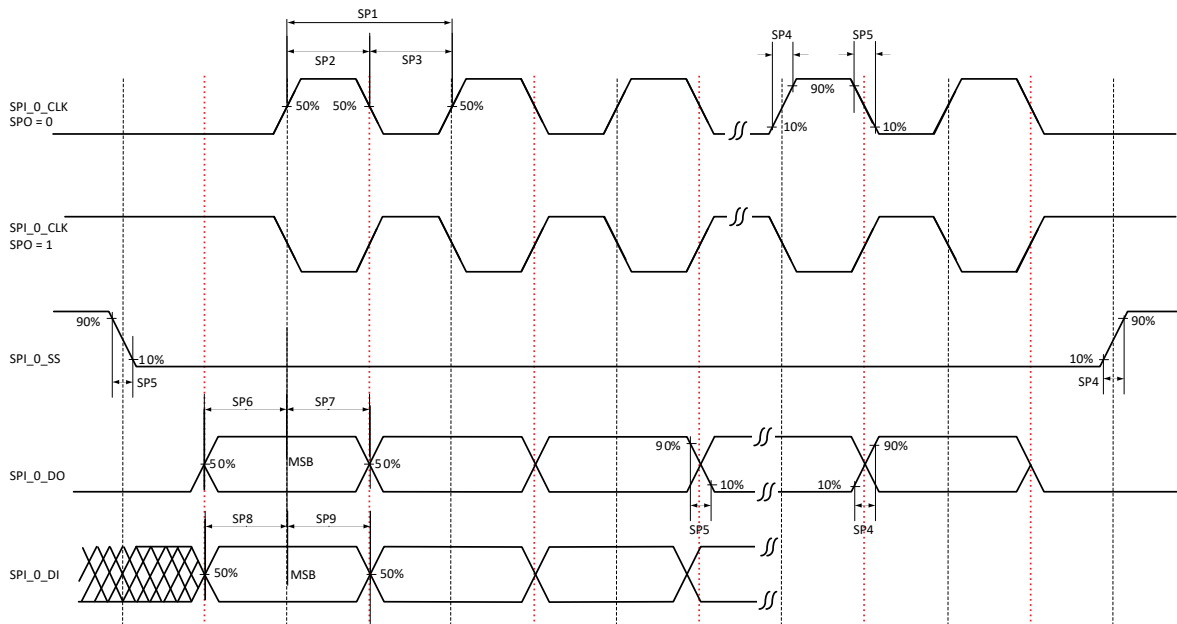 SP1
SP4
SP5
SP2
SP3
SPI_0_CLK
SPO = 0
50%
50%
50%
90%
10%
10%
SPI_0_CLK
SPO = 1
90%
90%
SPI_0_SS
10%
10%
SP5
SP4
SP6
SP7
90%
90%
SPI_0_DO
50%
MSB
50%
10%
10%
SP5
SP4
SP8
SP9
SPI_0_DI
50%
MSB
50%